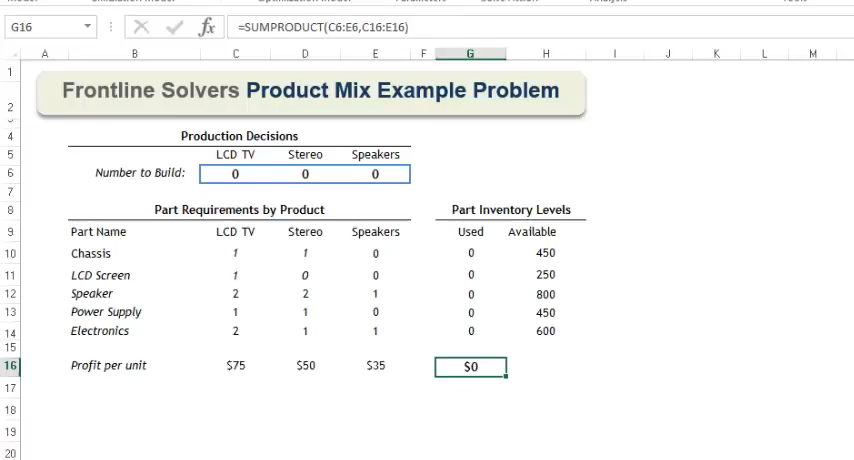 G16 =SUMPRODUCT(C6:E6,C16:E16)
A B C D E F G H I J K L M
1
Frontline Solvers Product Mix Example Problem
2
4 Production Decisions
5 LCD TV Stereo Speakers
6 Number to Build: 0 0 0
7
8 Part Requirements by Product Part Inventory Levels
9 Part Name LCD TV Stereo Speakers Used Available
10 Chassis 1 1 0 0 450
11 LCD Screen 1 0 0 0 250
12 Speaker 2 2 1 0 800
13 Power Supply 1 1 0 0 450
14 Electronics 2 1 1 0 600
15
16 Profit per unit $75 $50 $35 $0
17
18
19
20